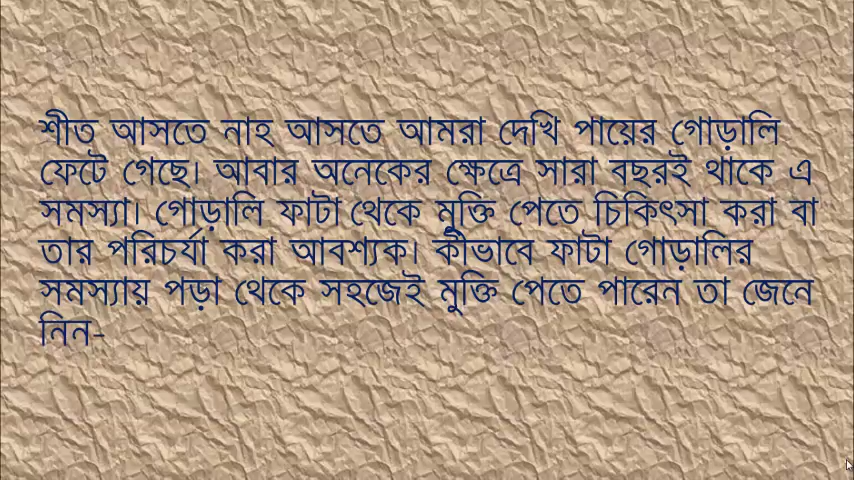 শীত আসতে নাহ আসতে আমরা দেখি পায়ের গোড়ালি
ফেটে গেছে। আবার অনেকের ক্ষেত্রে সারা বছরই থাকে এ
সমস্যা। গোড়ালি ফাটা থেকে মুক্তি পেতে চিকিৎসা করা বা
তার পরিচর্যা করা আবশ্যক। কীভাবে ফাটা গোড়ালির
সমস্যায় পড়া থেকে সহজেই মুক্তি পেতে পারেন তা জেনে
নিন-